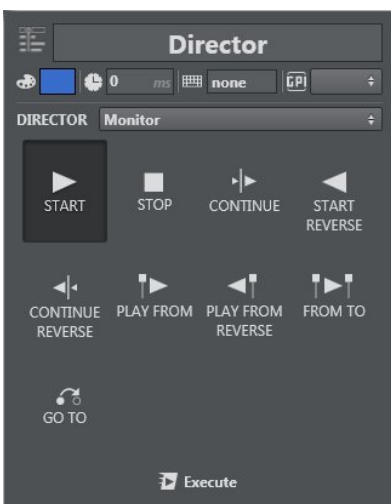 Director
0 ms none GPI
DIRECTOR Monitor
START STOP CONTINUE START REVERSE
CONTINUE REVERSE PLAY FROM PLAY FROM REVERSE FROM TO
GO TO
Execute